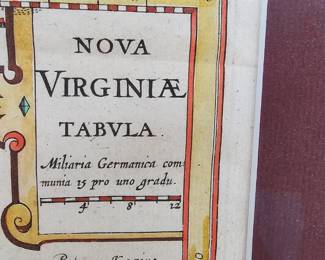 NOVA
VIRGINIÆ
TABVLA
Miliaria Germanica com
munia 15 pro uno gradu.
4 8 12